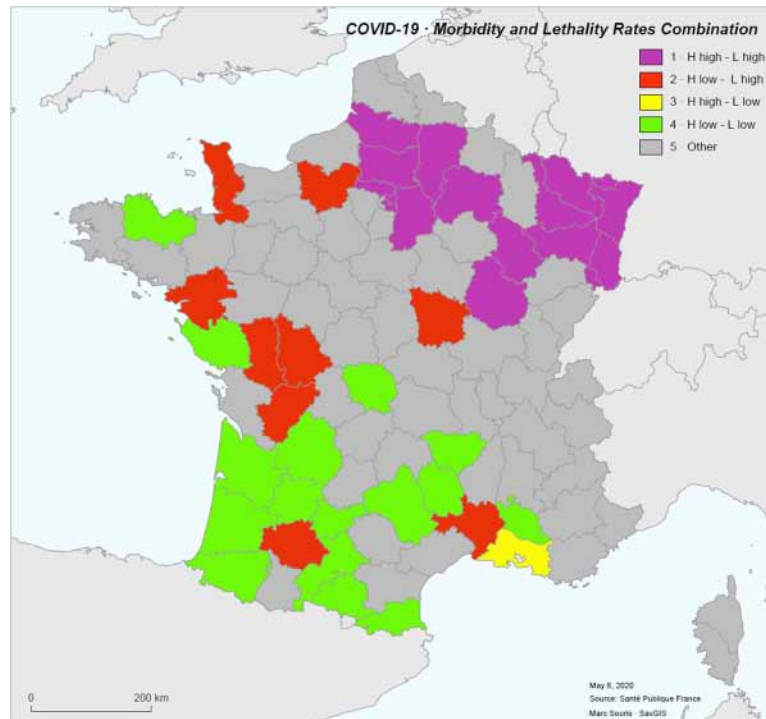 COVID-19 · Morbidity and Lethality Rates Combination
1 · H high - L high
2 · H low - L high
3 · H high - L low
4 · H low - L low
5 · Other
0 200 km
May 8, 2020
Source: Santé Publique France
Marc Souris - SavGIS